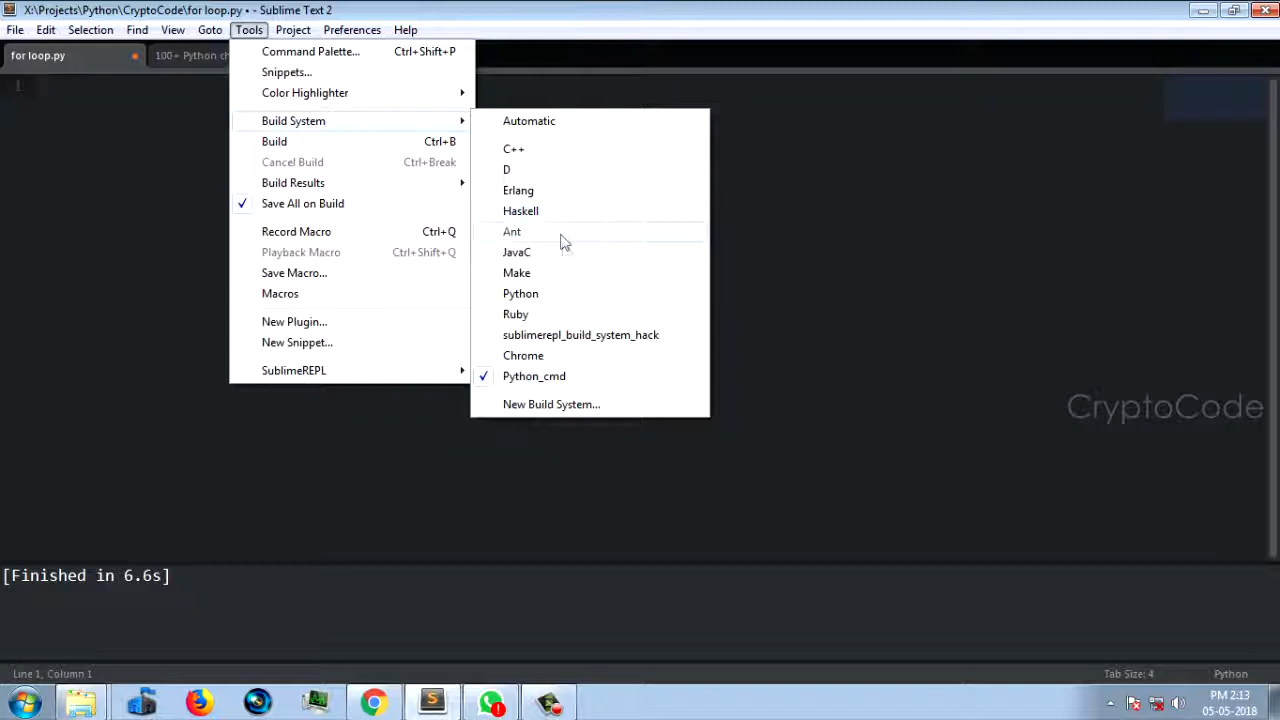 X:\Projects\Python\CryptoCode\for loop.py • - Sublime Text 2
File Edit Selection Find View Goto Tools Project Preferences Help
for loop.py
100+ Python ch
Command Palette... Ctrl+Shift+P
Snippets...
Color Highlighter
Build System
Build Ctrl+B
Cancel Build Ctrl+Break
Build Results
Save All on Build
Record Macro Ctrl+Q
Playback Macro Ctrl+Shift+Q
Save Macro...
Macros
New Plugin...
New Snippet...
SublimeREPL
Automatic
C++
D
Erlang
Haskell
Ant
JavaC
Make
Python
Ruby
sublimerepl_build_system_hack
Chrome
Python_cmd
New Build System...
1
CryptoCode
[Finished in 6.6s]
Line 1, Column 1
Tab Size: 4
Python
PM 2:13
05-05-2018